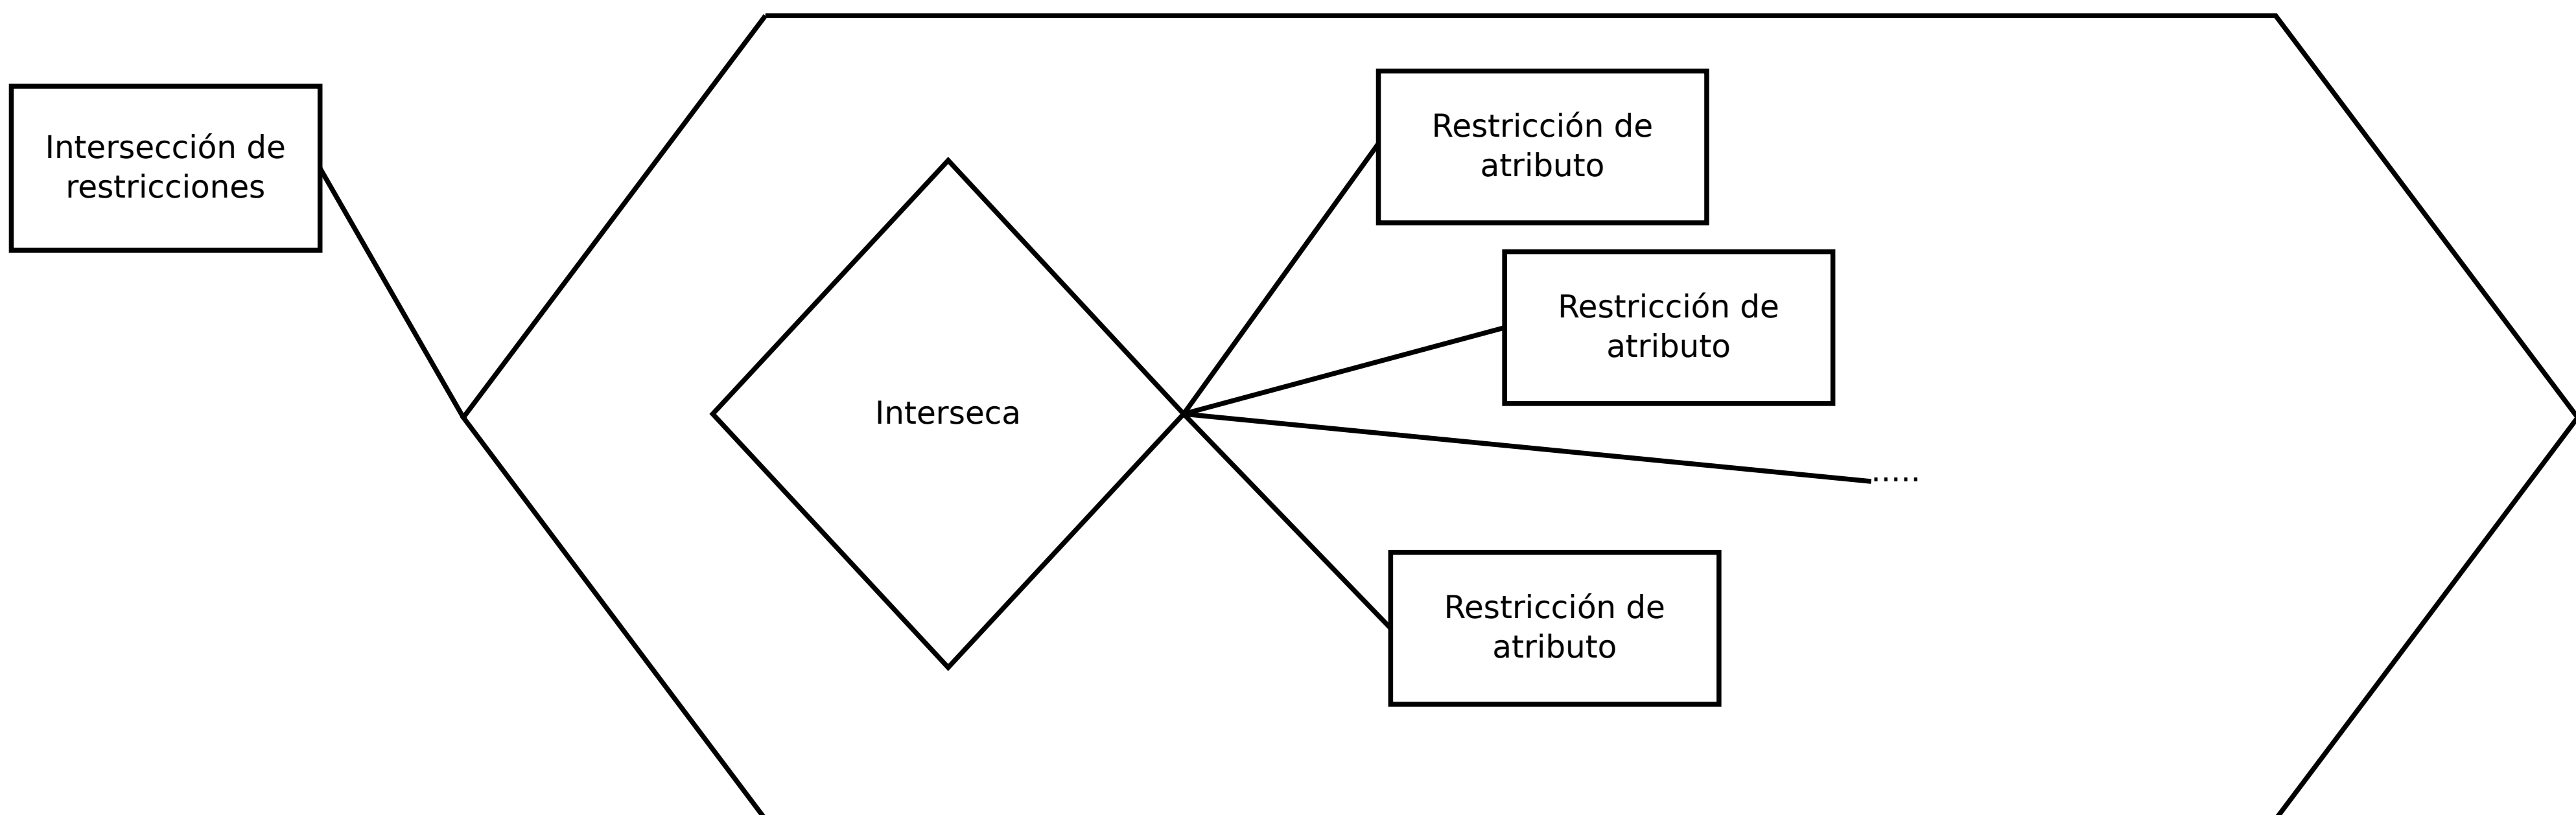 Intersección de
restricciones
Restricción de
atributo
Restricción de
atributo
Interseca
.....
Restricción de
atributo